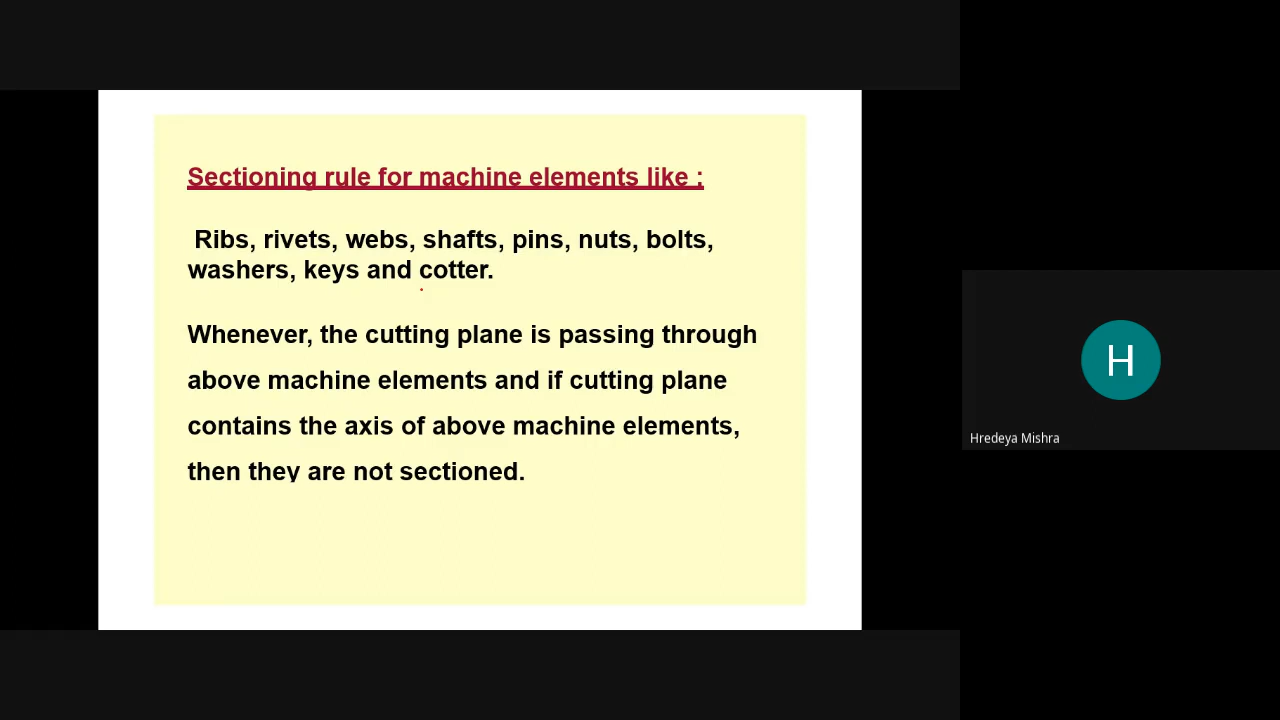 Sectioning rule for machine elements like :
Ribs, rivets, webs, shafts, pins, nuts, bolts,
washers, keys and cotter.
Whenever, the cutting plane is passing through
above machine elements and if cutting plane
contains the axis of above machine elements,
then they are not sectioned.
H
Hredeya Mishra